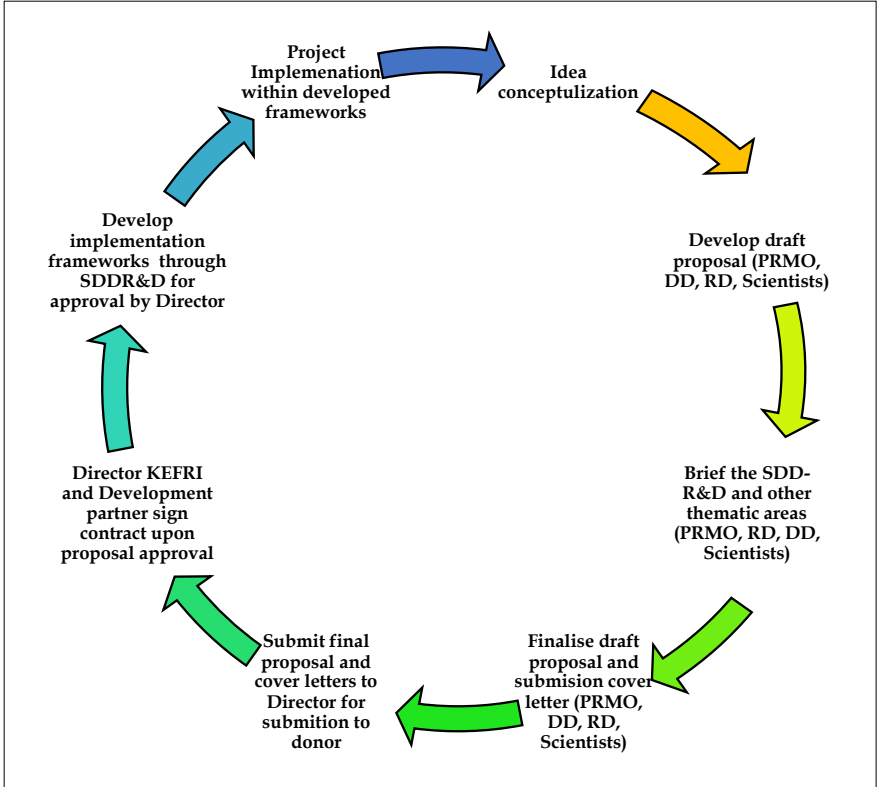 Project
Implemenation
within developed
frameworks
Idea
conceptulization
Develop draft
proposal (PRMO,
DD, RD, Scientists)
Brief the SDD-
R&D and other
thematic areas
(PRMO, RD, DD,
Scientists)
Finalise draft
proposal and
submision cover
letter (PRMO,
DD, RD,
Scientists)
Submit final
proposal and
cover letters to
Director for
submition to
donor
Director KEFRI
and Development
partner sign
contract upon
proposal approval
Develop
implementation
frameworks through
SDDR&D for
approval by Director